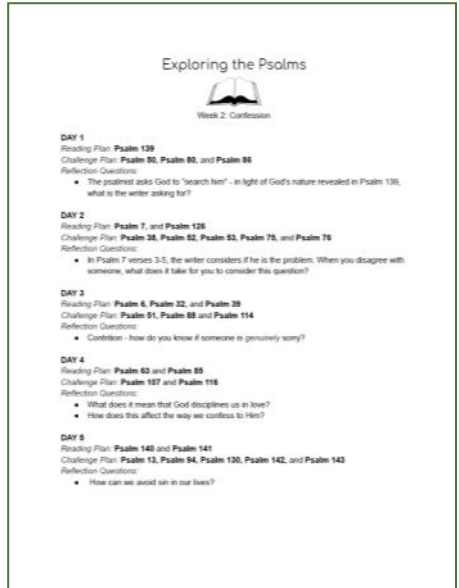 Exploring the Psalms
Week 2: Confession
DAY 1
Reading Plan: Psalm 139
Challenge Plan: Psalm 50, Psalm 80, and Psalm 86
Reflection Questions:
• The psalmist asks God to "search him" - in light of God's nature revealed in Psalm 139,
what is the writer asking for?
DAY 2
Reading Plan: Psalm 7, and Psalm 126
Challenge Plan: Psalm 38, Psalm 52, Psalm 53, Psalm 75, and Psalm 76
Reflection Questions:
• In Psalm 7 verses 3-5, the writer considers if he is the problem. When you disagree with
someone, what does it take for you to consider this question?
DAY 3
Reading Plan: Psalm 6, Psalm 32, and Psalm 39
Challenge Plan: Psalm 51, Psalm 88 and Psalm 114
Reflection Questions:
• Contrition - how do you know if someone is genuinely sorry?
DAY 4
Reading Plan: Psalm 63 and Psalm 85
Challenge Plan: Psalm 107 and Psalm 116
Reflection Questions:
• What does it mean that God disciplines us in love?
• How does this affect the way we confess to Him?
DAY 5
Reading Plan: Psalm 140 and Psalm 141
Challenge Plan: Psalm 13, Psalm 94, Psalm 130, Psalm 142, and Psalm 143
Reflection Questions:
• How can we avoid sin in our lives?